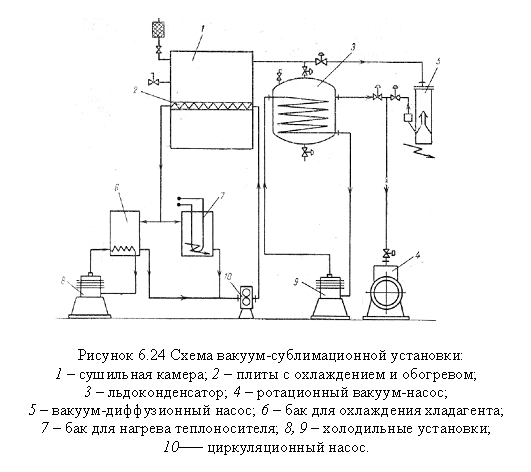 1
2
3
5
6
7
8
9
10
4
Рисунок 6.24 Схема вакуум-сублимационной установки:
1 – сушильная камера; 2 – плиты с охлаждением и обогревом;
3 – льдоконденсатор; 4 – ротационный вакуум-насос;
5 – вакуум-диффузионный насос; 6 – бак для охлаждения хладагента;
7 – бак для нагрева теплоносителя; 8, 9 – холодильные установки;
10 –— циркуляционный насос.